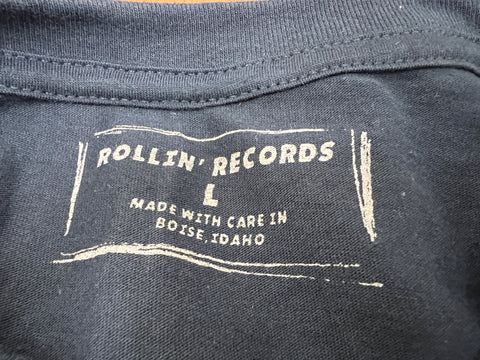 ROLLIN' RECORDS
L
MADE WITH CARE IN
BOISE, IDAHO